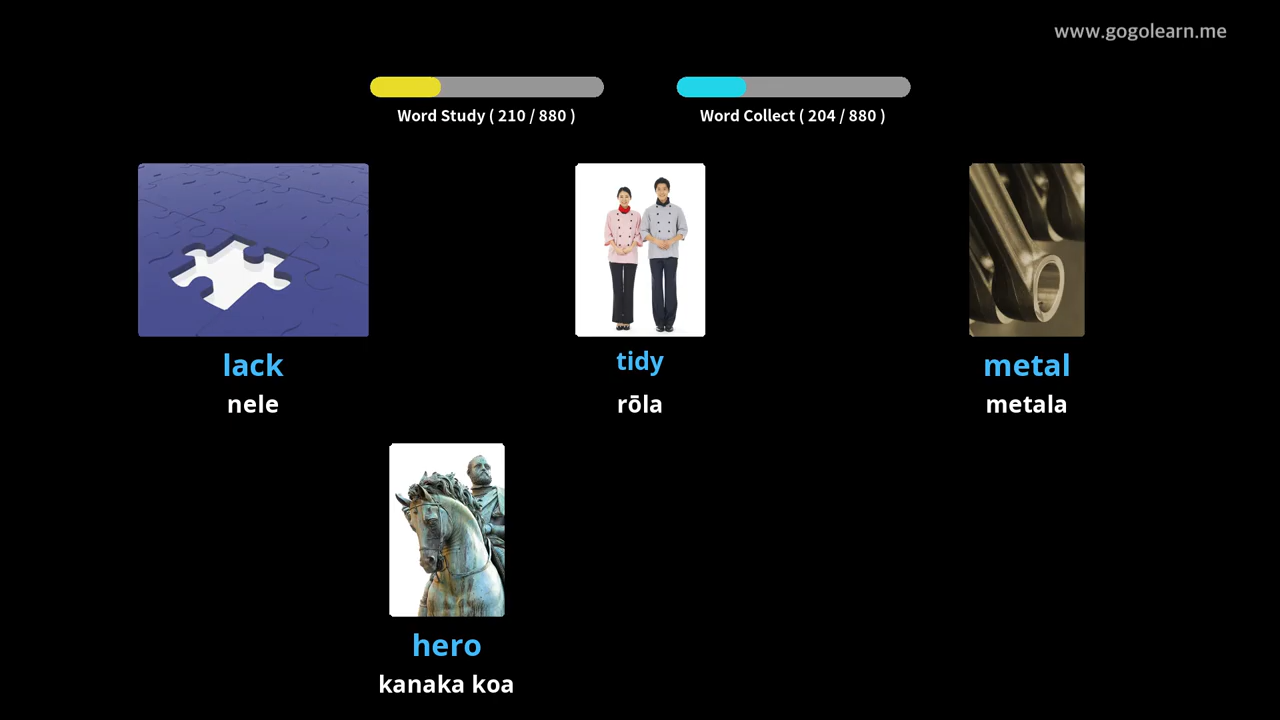 www.gogolearn.me
Word Study ( 210 / 880 )
Word Collect ( 204 / 880 )
lack
tidy
metal
nele
rōla
metala
hero
kanaka koa